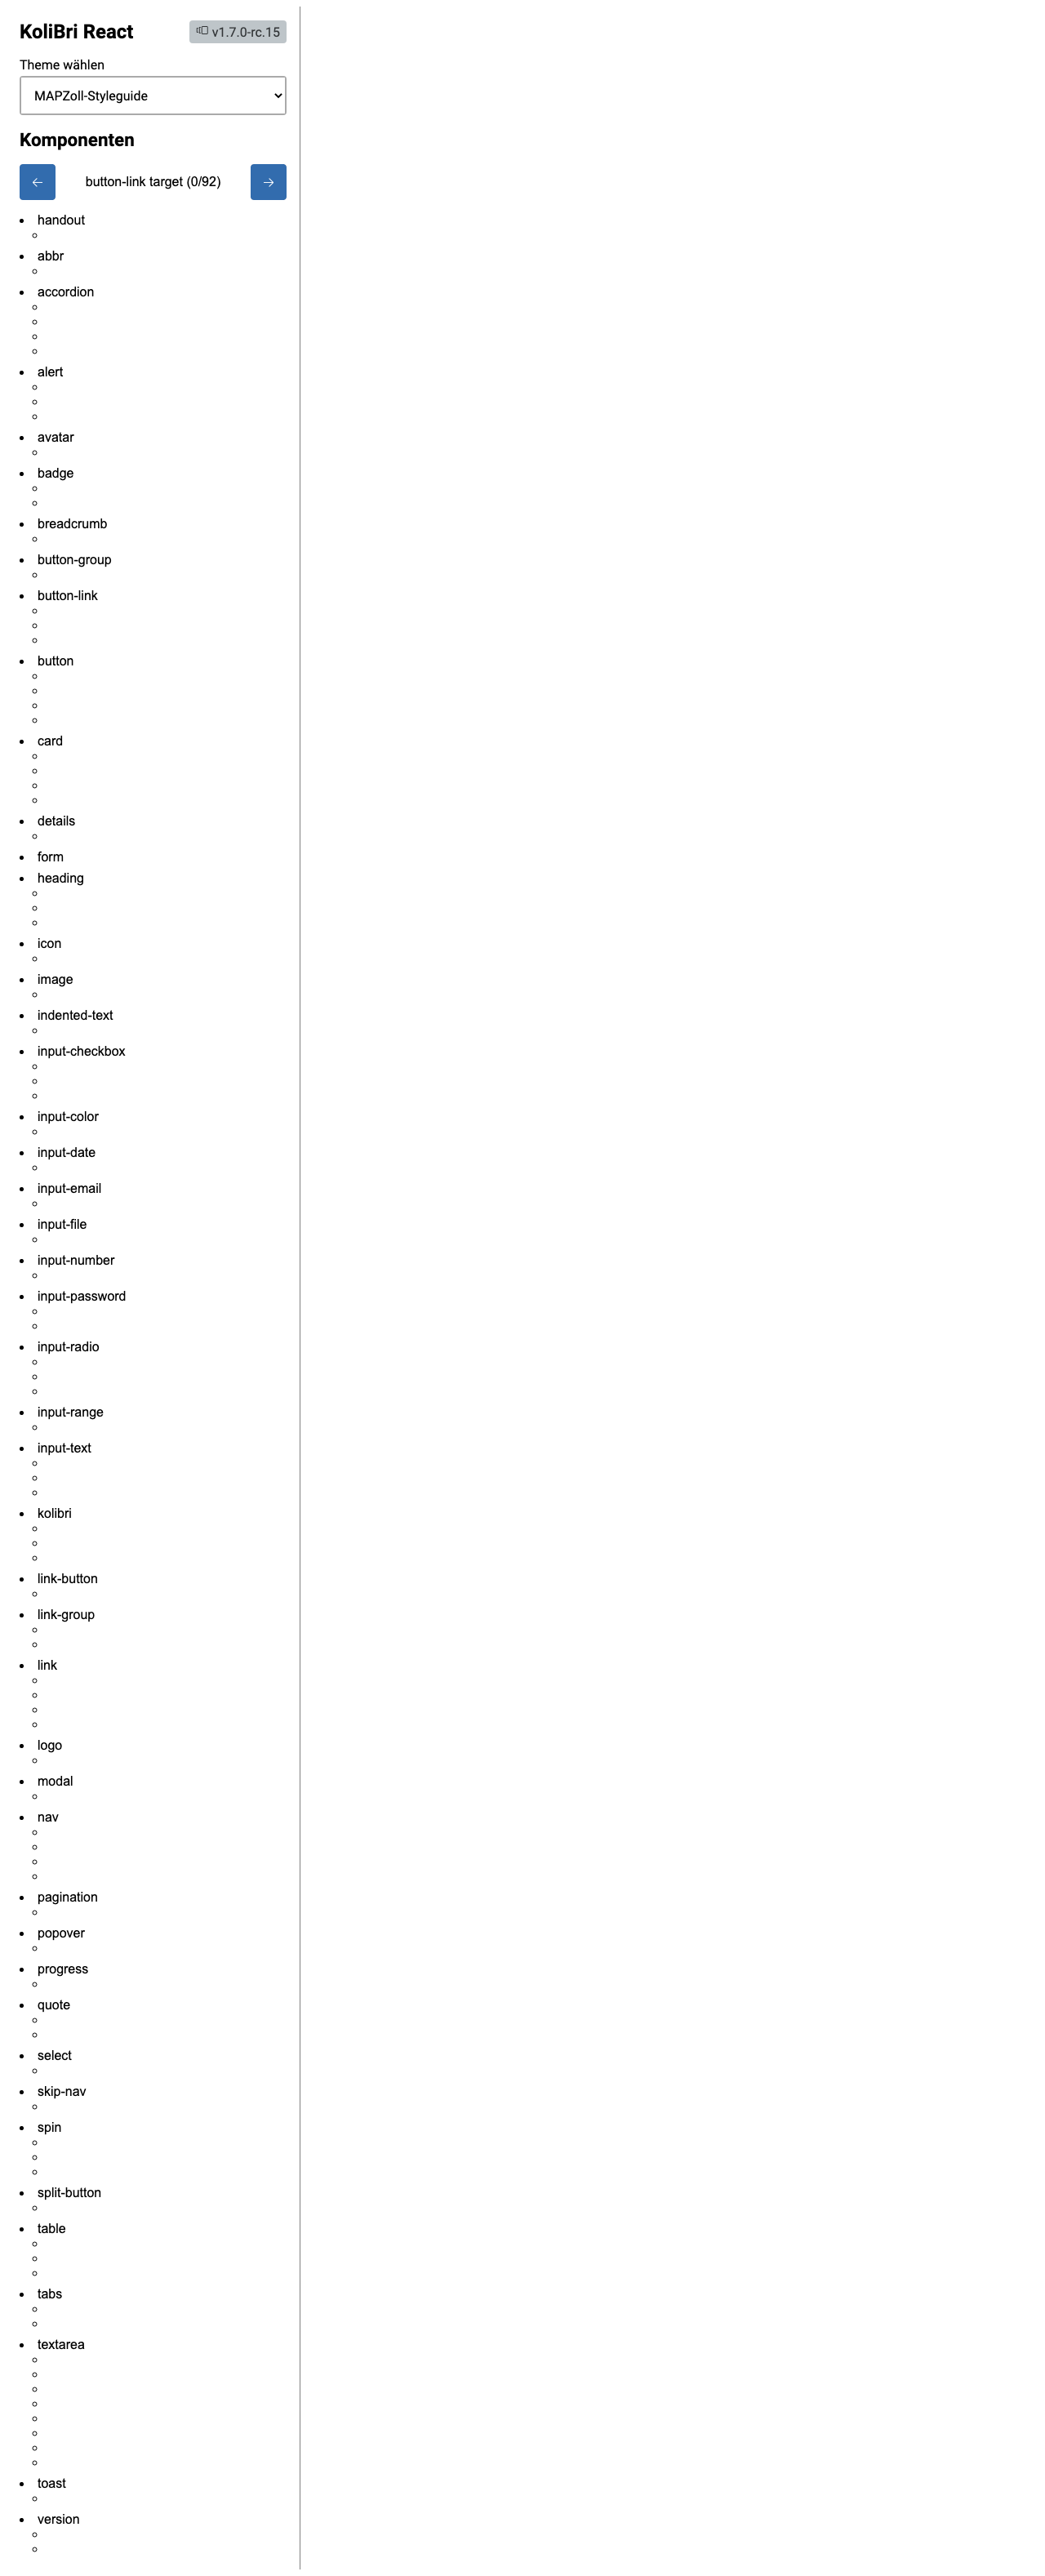 KoliBri React
v1.7.0-rc.15
Theme wählen
MAPZoll-Styleguide
Komponenten
← button-link target (0/92) →
handout
abbr
accordion
alert
avatar
badge
breadcrumb
button-group
button-link
button
card
details
form
heading
icon
image
indented-text
input-checkbox
input-color
input-date
input-email
input-file
input-number
input-password
input-radio
input-range
input-text
kolibri
link-button
link-group
link
logo
modal
nav
pagination
popover
progress
quote
select
skip-nav
spin
split-button
table
tabs
textarea
toast
version